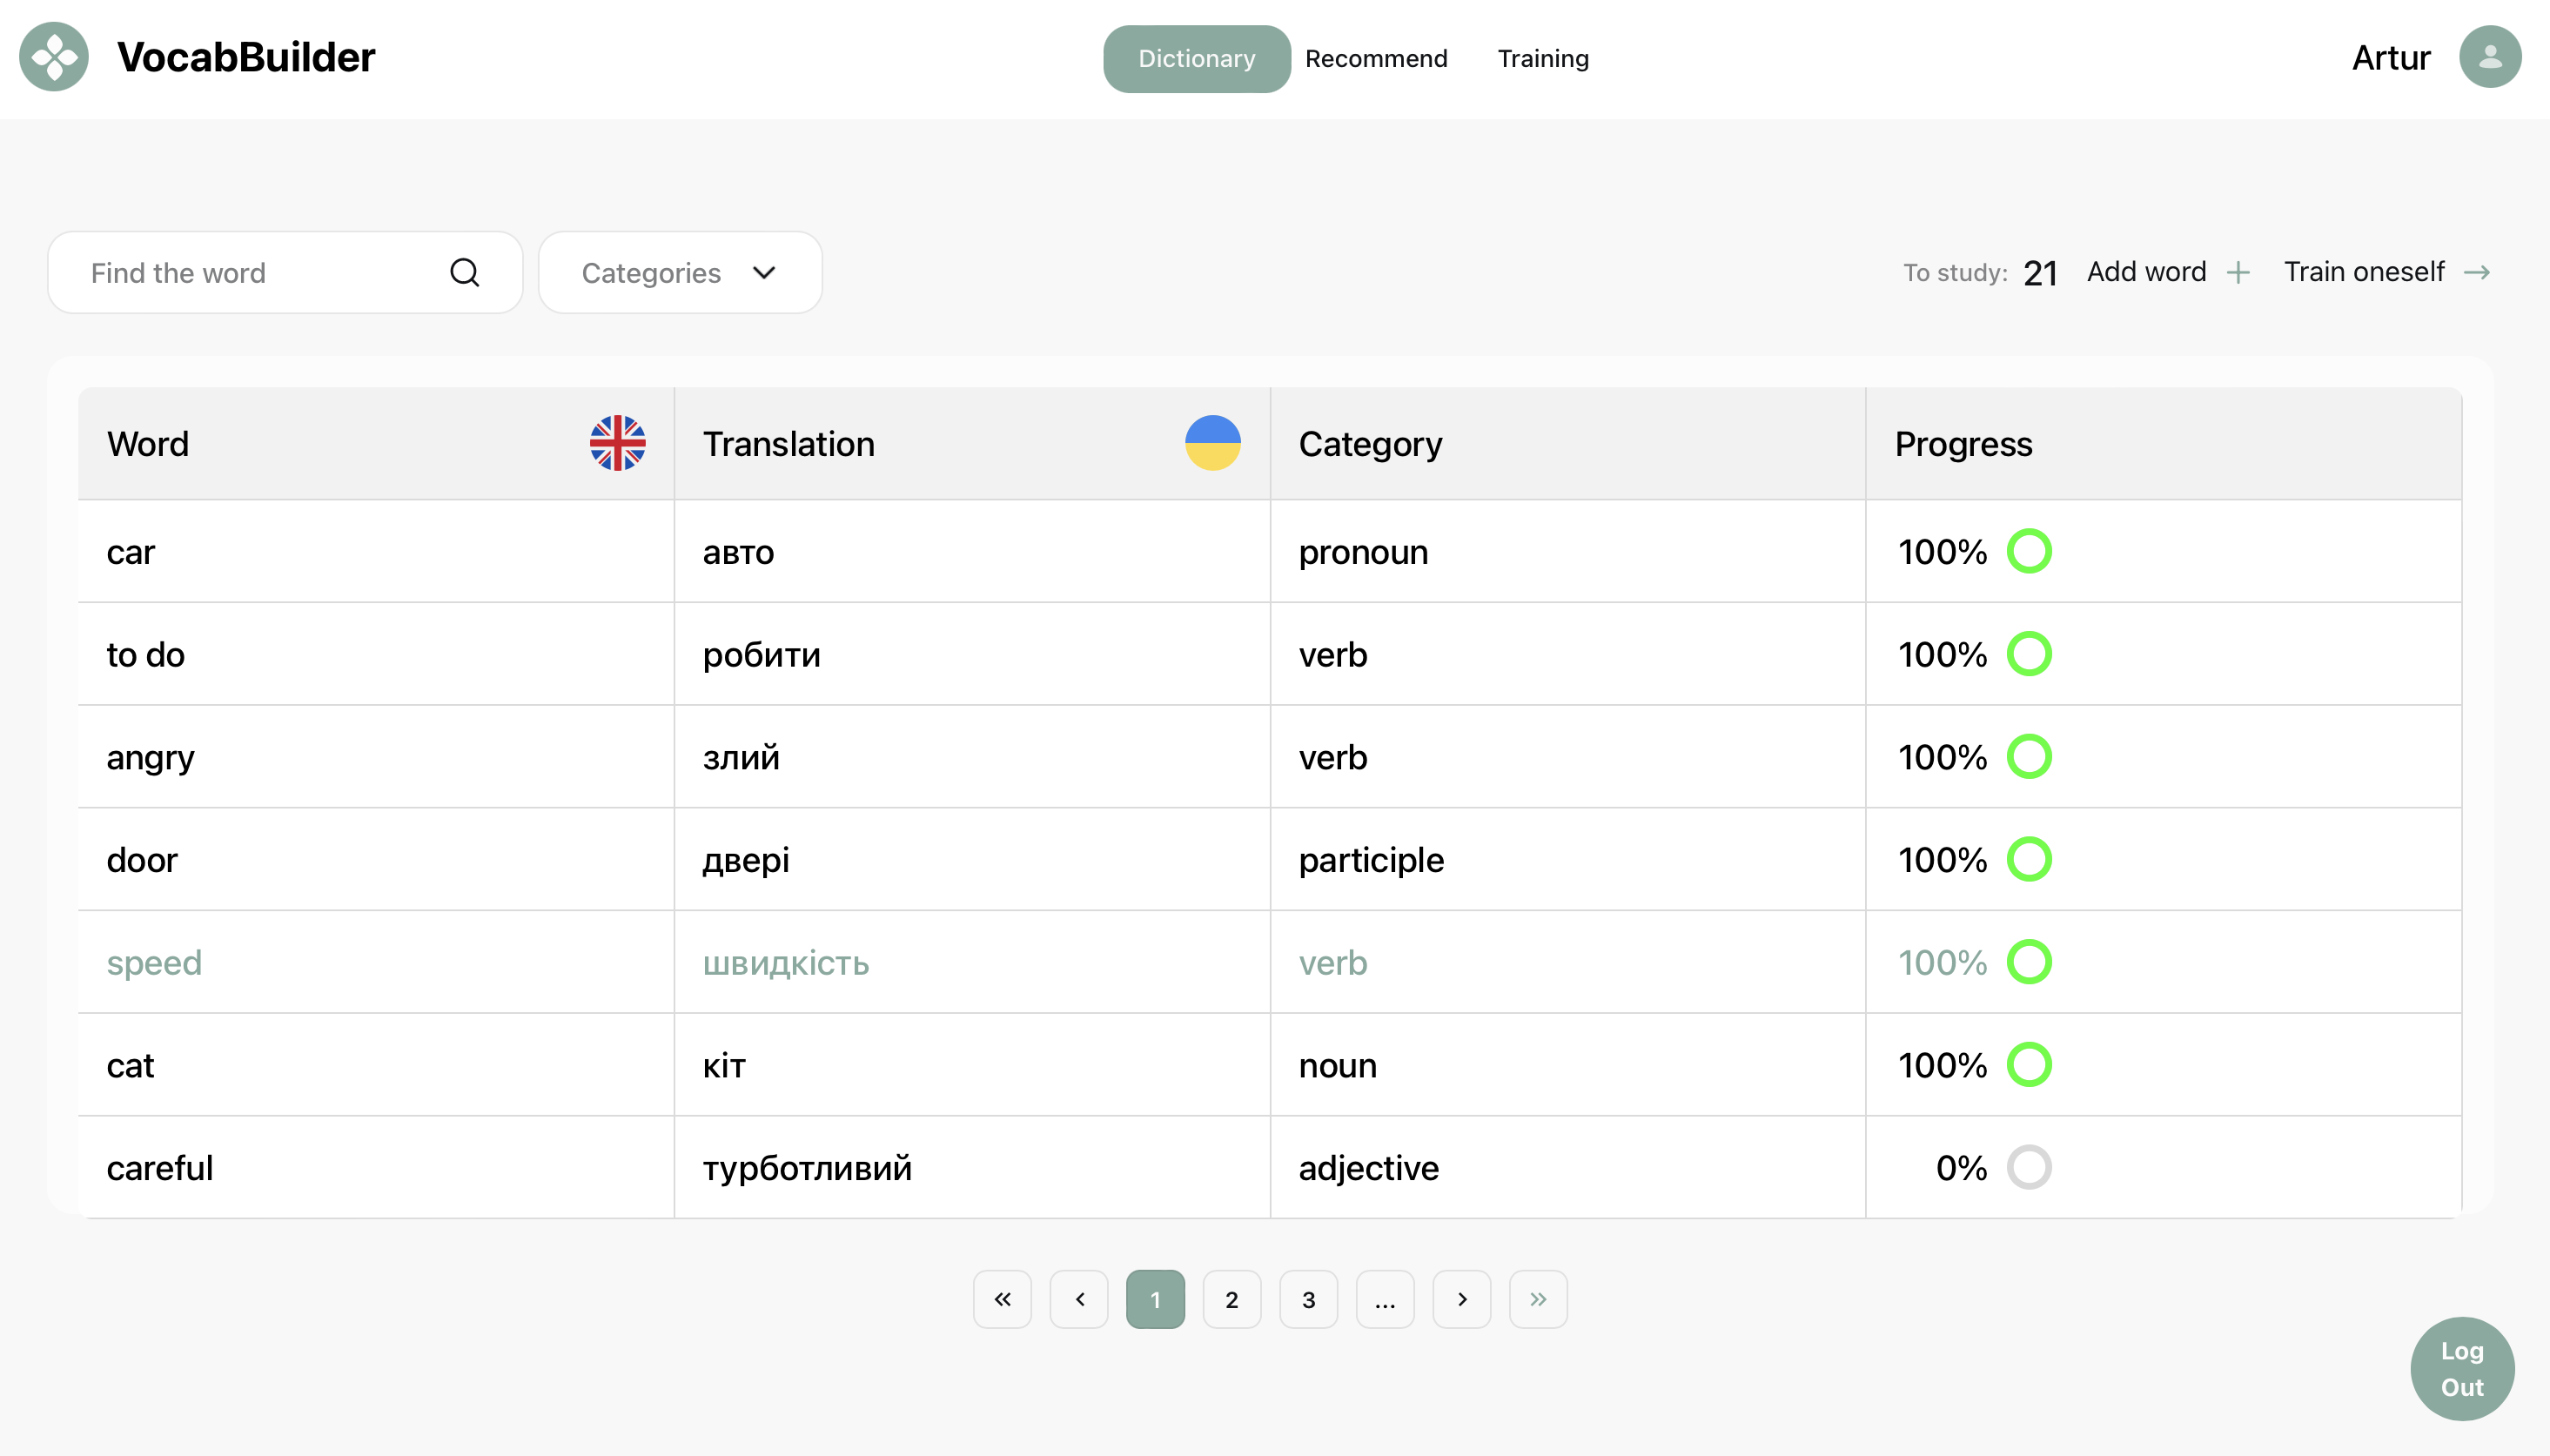 VocabBuilder
Dictionary Recommend Training
Artur
Find the word
Categories
To study: 21 Add word + Train oneself →
Word Translation Category Progress
car авто pronoun 100%
to do робити verb 100%
angry злий verb 100%
door двері participle 100%
speed швидкість verb 100%
cat кіт noun 100%
careful турботливий adjective 0%
« ‹ 1 2 3 ... › »
Log
Out